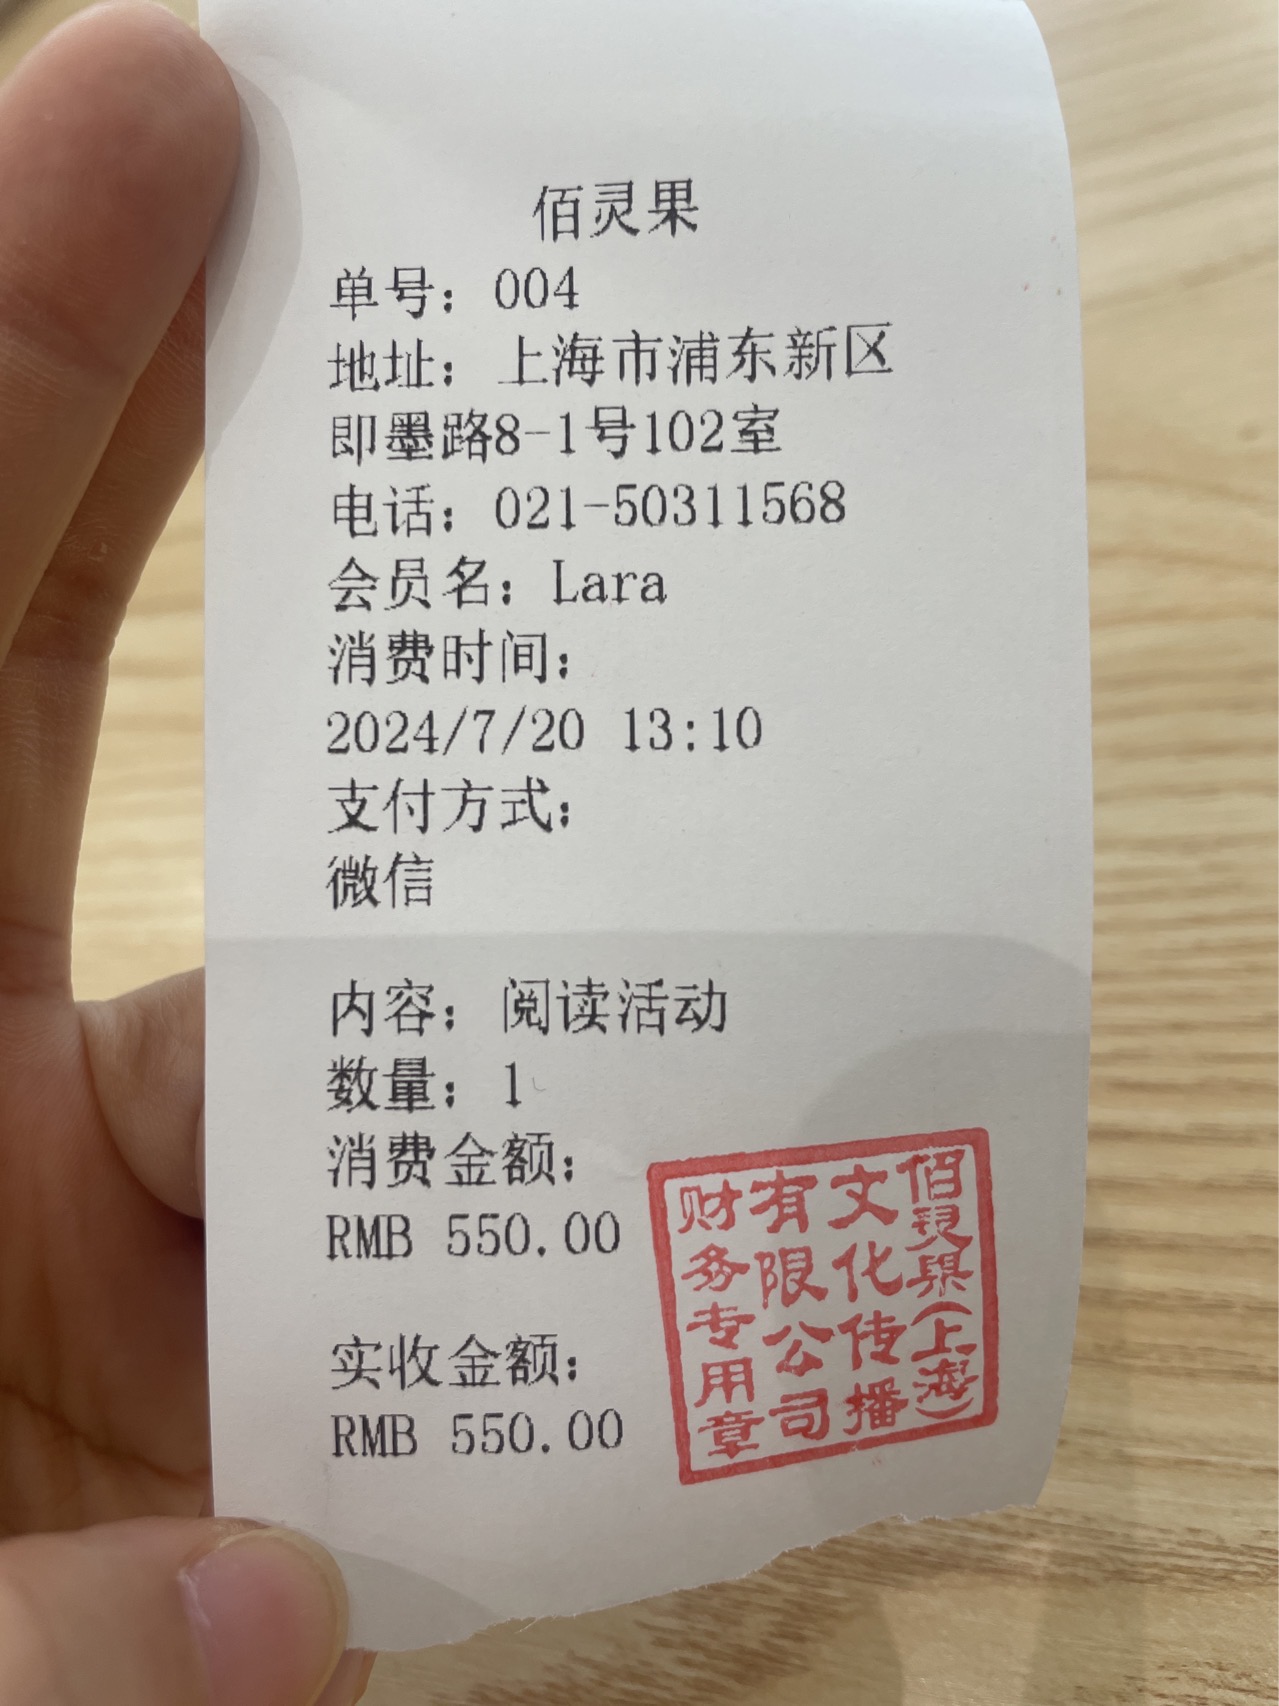 佰灵果
单号：004
地址：上海市浦东新区
即墨路8-1号102室
电话：021-50311568
会员名：Lara
消费时间：
2024/7/20 13:10
支付方式：
微信
内容：阅读活动
数量：1
消费金额：
RMB 550.00
实收金额：
RMB 550.00
佰灵果(上海)
文化传播
有限公司
财务专用章